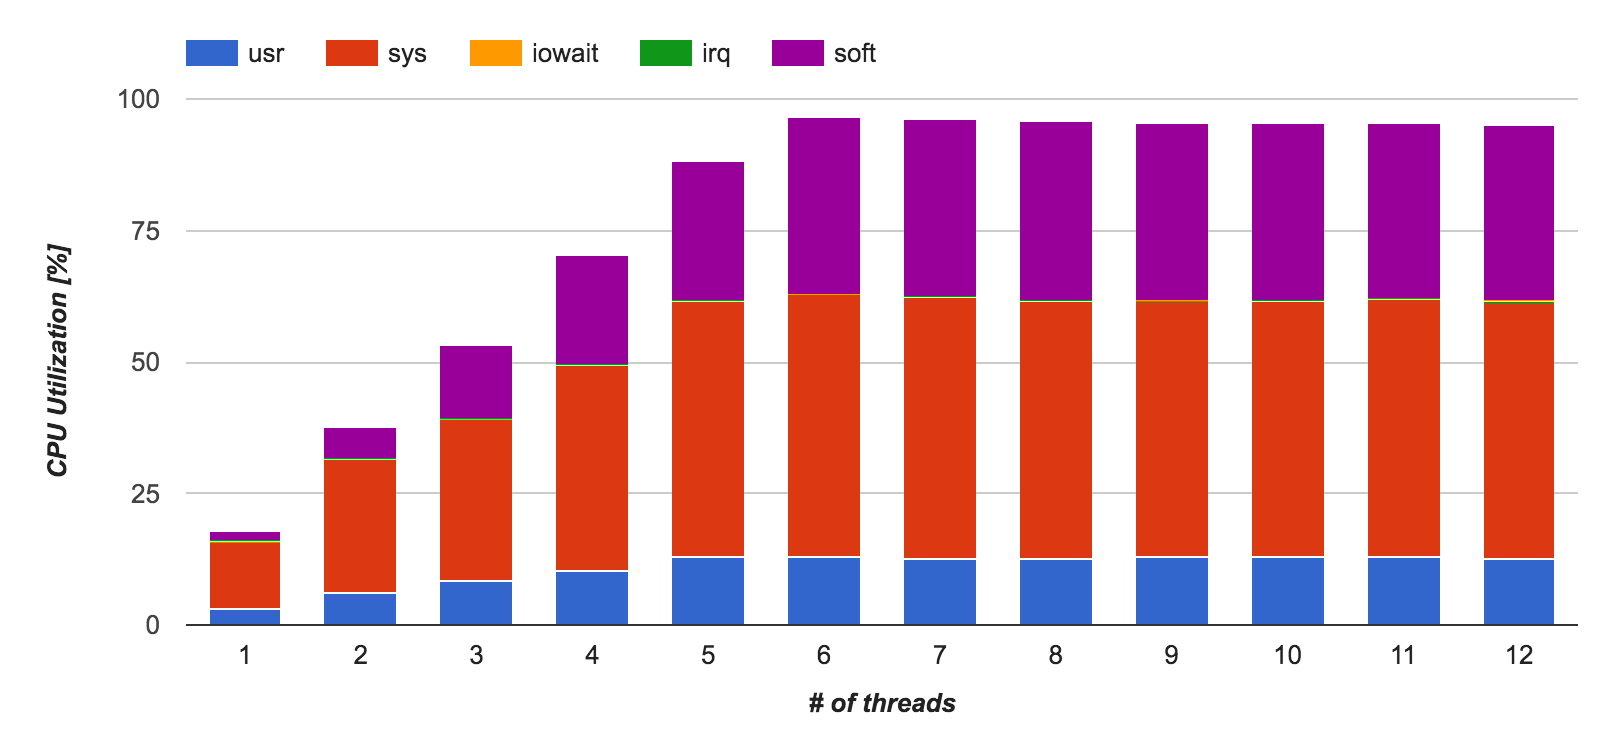 usr sys iowait irq soft
100
75
50
25
0
CPU Utilization [%]
1 2 3 4 5 6 7 8 9 10 11 12
# of threads